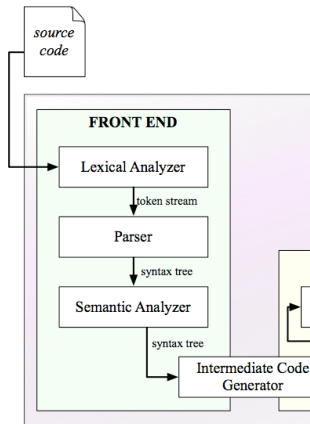 source
code
FRONT END
Lexical Analyzer
token stream
Parser
syntax tree
Semantic Analyzer
syntax tree
Intermediate Code
Generator